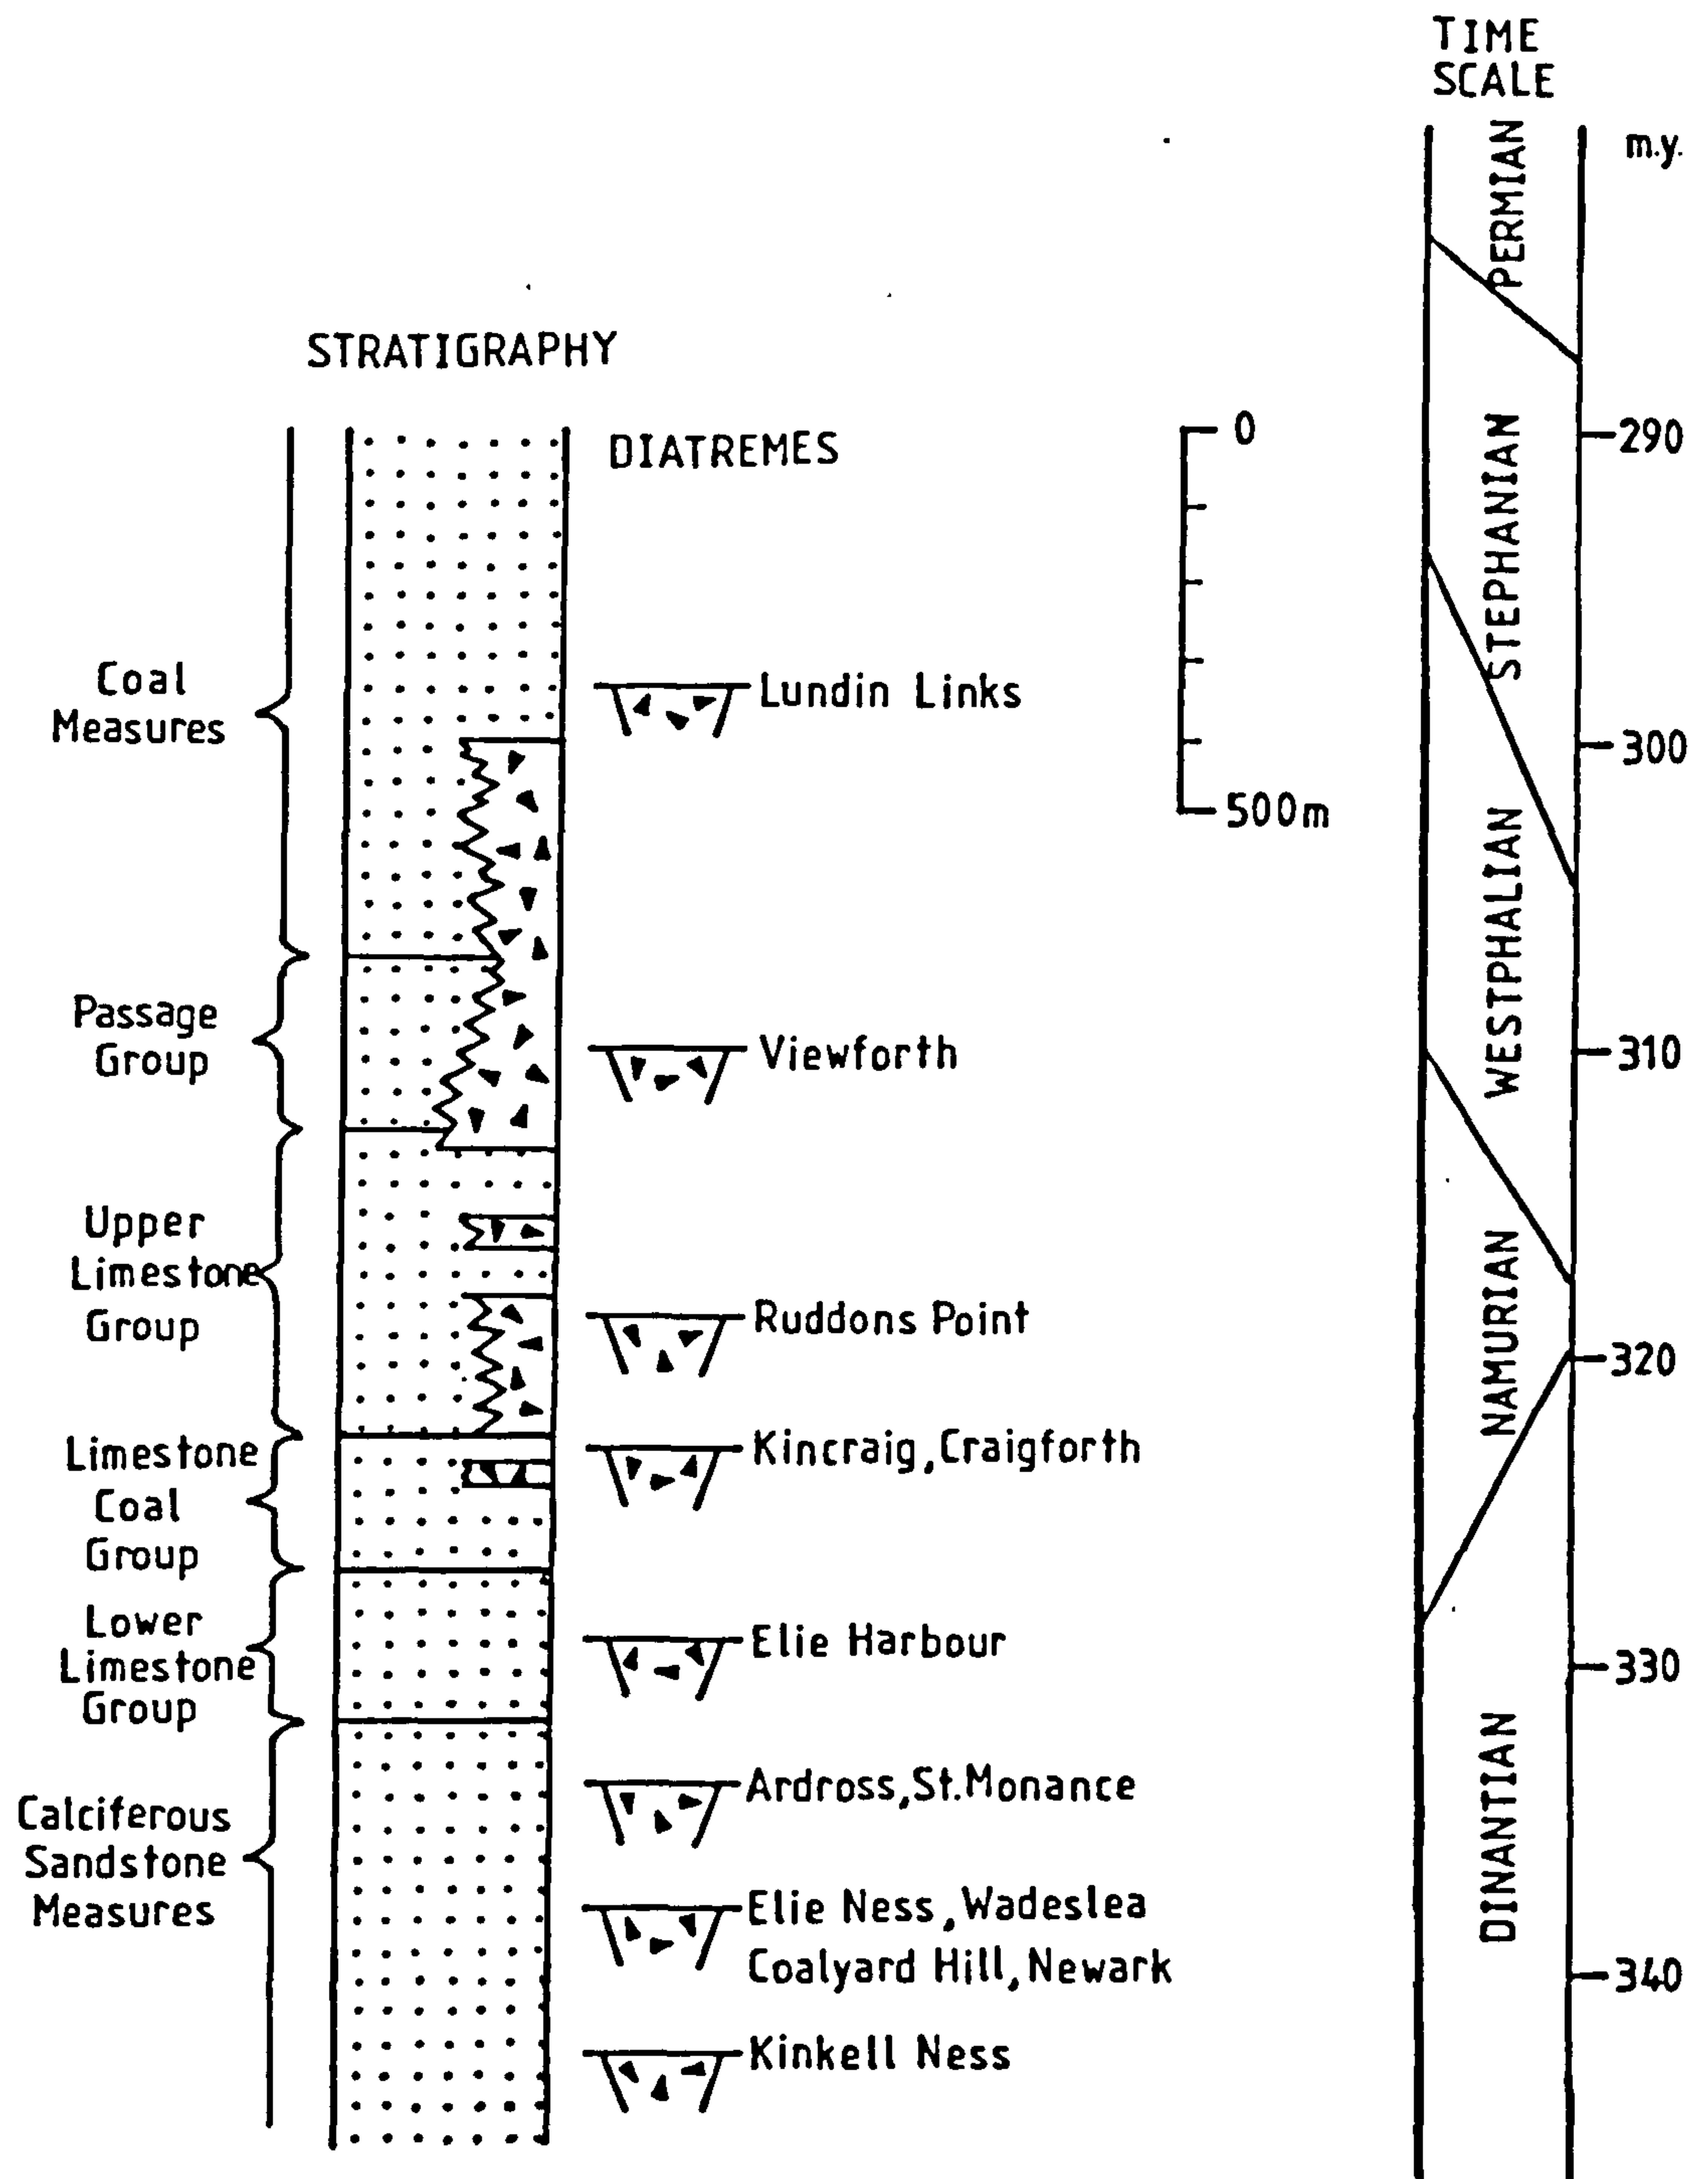 TIME
SCALE
m.y.
PERMIAN
STRATIGRAPHY
DIATREMES
0
290
STEPHANIAN
Coal
Measures
Lundin Links
300
500m
WESTPHALIAN
Passage
Group
Viewforth
310
Upper
Limestone
Group
NAMURIAN
Ruddons Point
320
Limestone
Coal
Group
Kincraig,Craigforth
Lower
Limestone
Group
Elie Harbour
330
Ardross,St.Monance
DINANTIAN
Calciferous
Sandstone
Measures
Elie Ness,Wadeslea
Coalyard Hill,Newark
340
Kinkell Ness